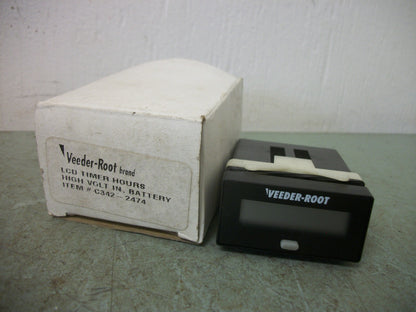 Veeder-Root brand
LCD TIMER HOURS
HIGH VOLT IN. BATTERY
ITEM # C342-2474
VEEDER-ROOT